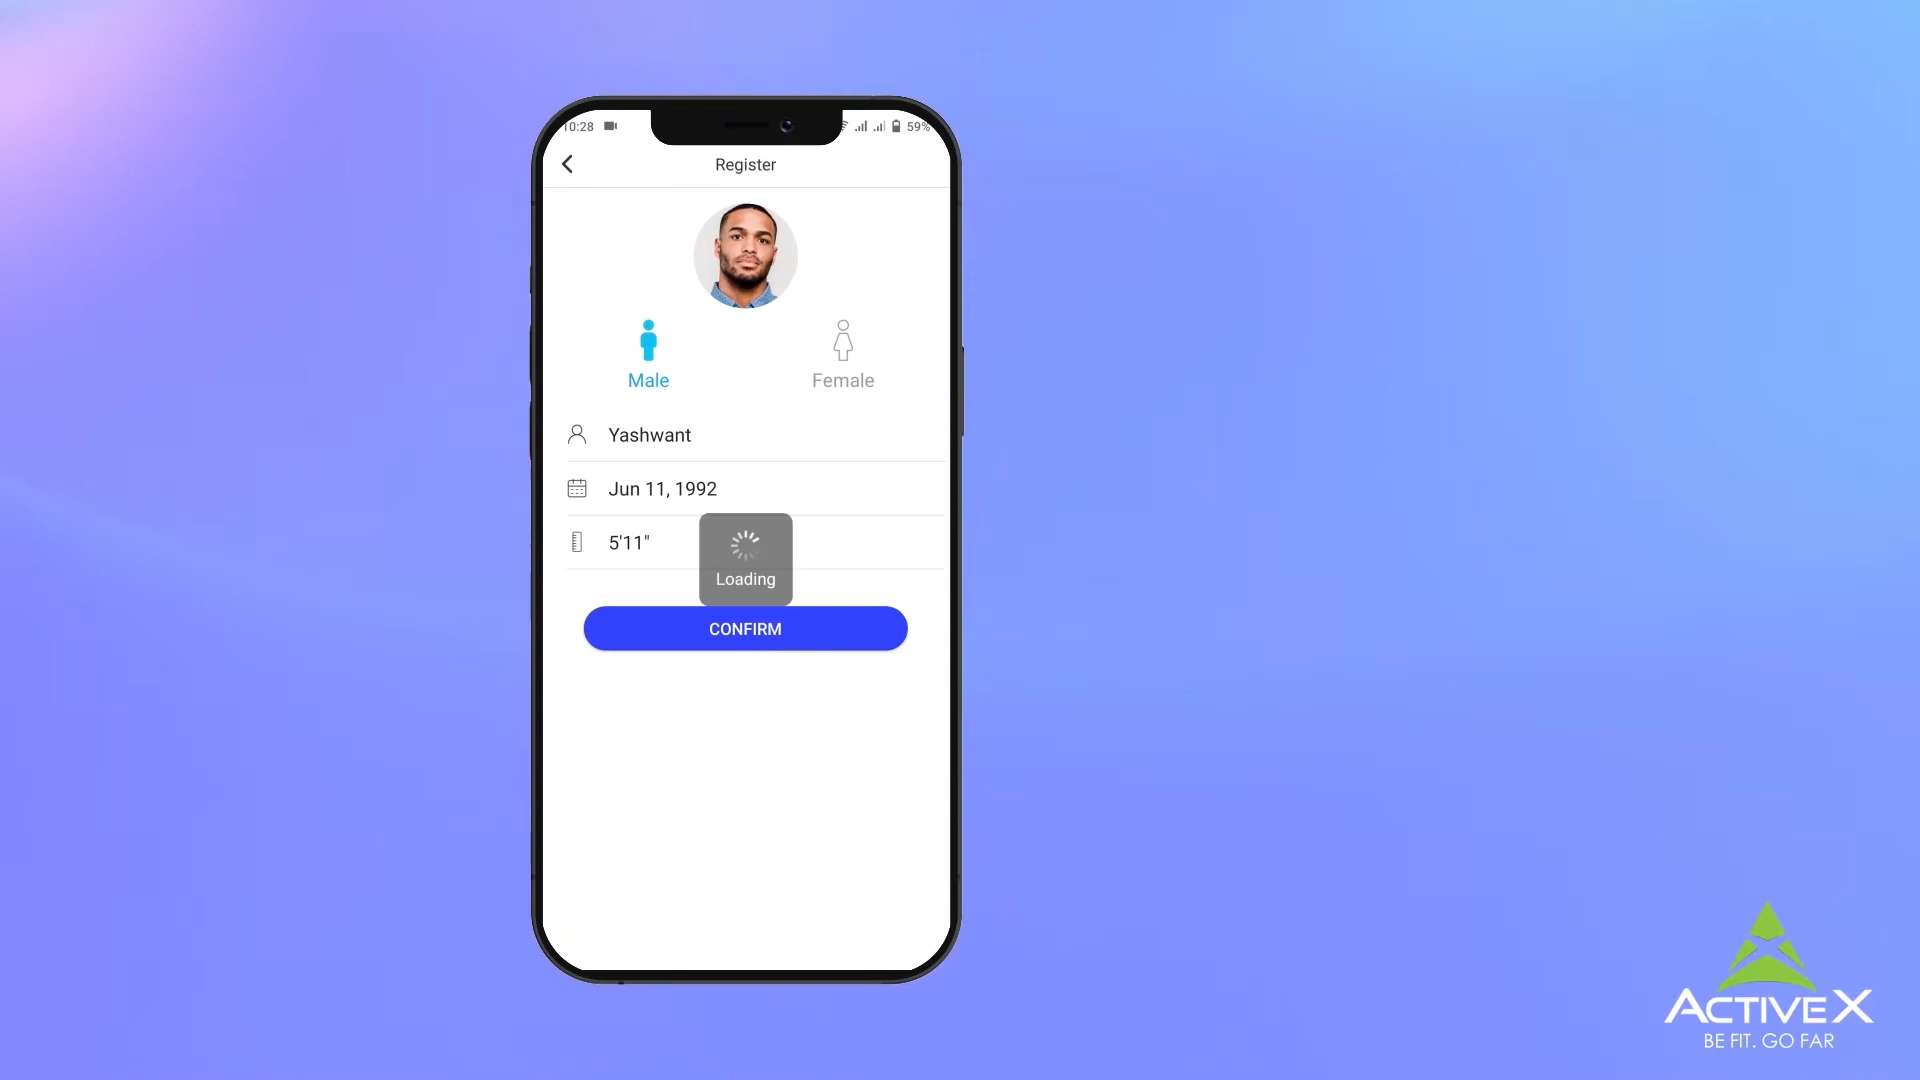 10:28 59%
Register
Male Female
Yashwant
Jun 11, 1992
5'11"
Loading
CONFIRM
ACTIVEX
BE FIT. GO FAR